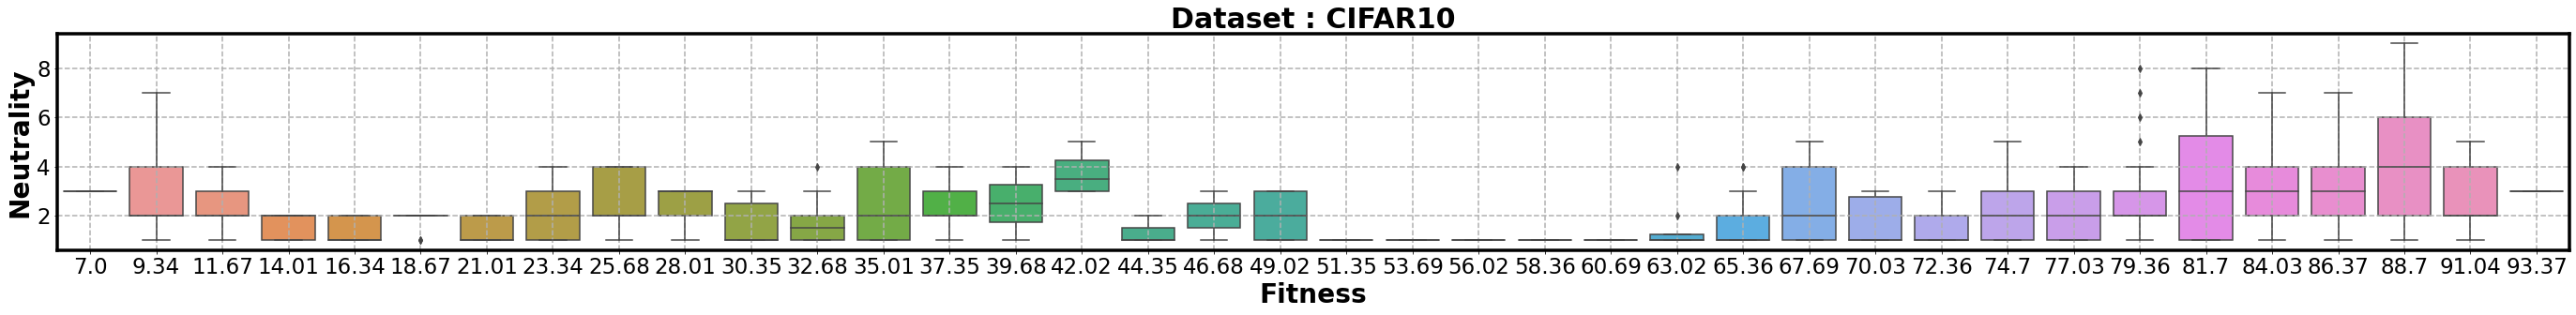 Dataset : CIFAR10
Neutrality
8
6
4
2
7.0 9.34 11.67 14.01 16.34 18.67 21.01 23.34 25.68 28.01 30.35 32.68 35.01 37.35 39.68 42.02 44.35 46.68 49.02 51.35 53.69 56.02 58.36 60.69 63.02 65.36 67.69 70.03 72.36 74.7 77.03 79.36 81.7 84.03 86.37 88.7 91.04 93.37
Fitness